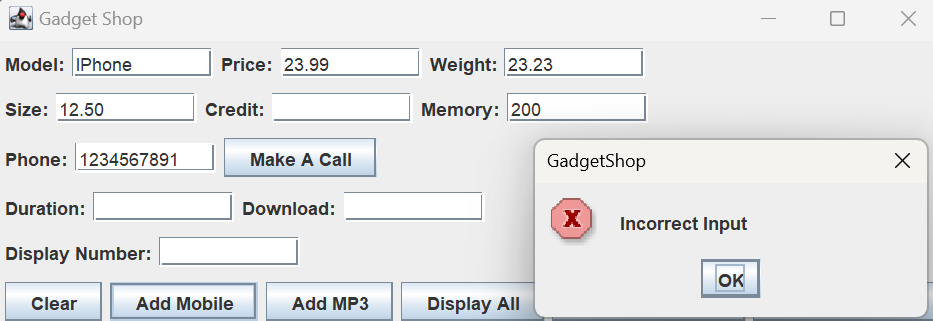 Gadget Shop
Model: IPhone Price: 23.99 Weight: 23.23
Size: 12.50 Credit: Memory: 200
Phone: 1234567891 Make A Call
GadgetShop
Incorrect Input
OK
Duration: Download:
Display Number:
Clear Add Mobile Add MP3 Display All